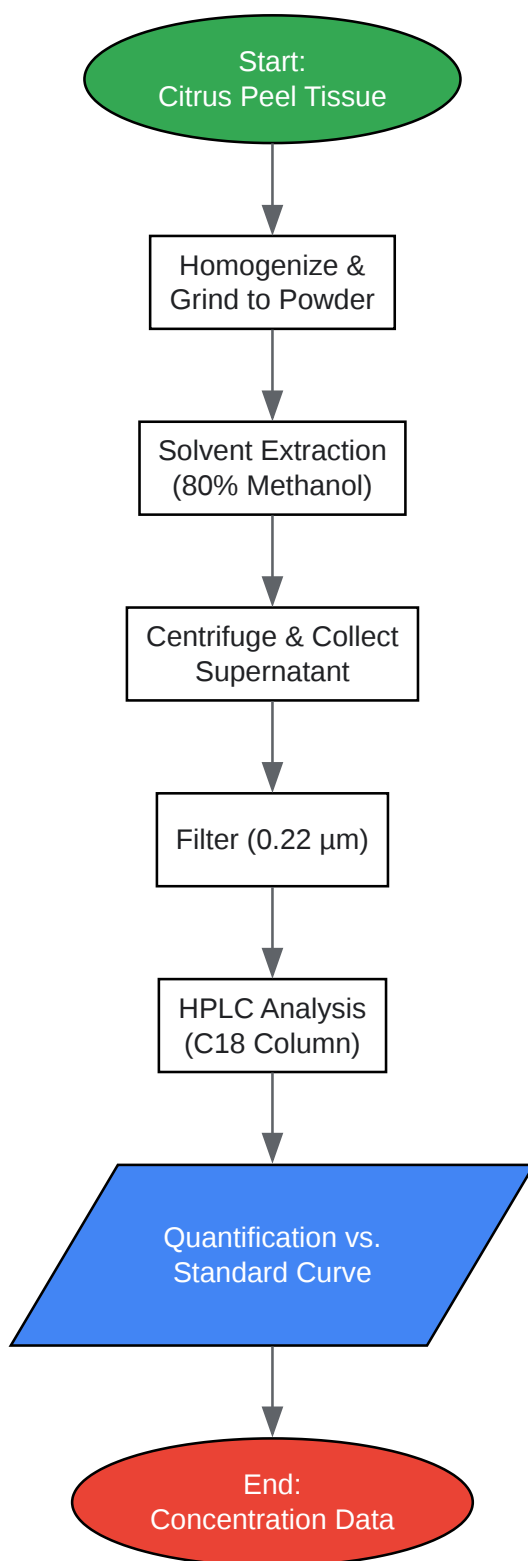 Start:
Citrus Peel Tissue
Homogenize &
Grind to Powder
Solvent Extraction
(80% Methanol)
Centrifuge & Collect
Supernatant
Filter (0.22 µm)
HPLC Analysis
(C18 Column)
Quantification vs.
Standard Curve
End:
Concentration Data